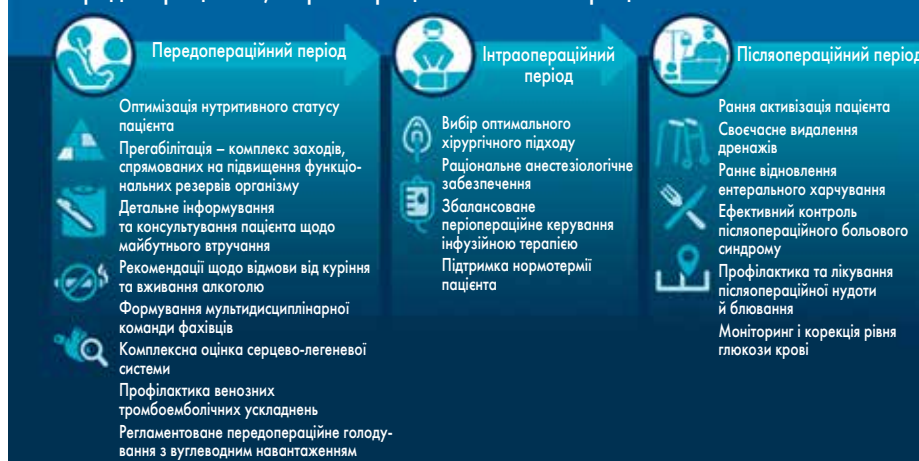 Передопераційний період
Оптимізація нутритивного статусу
пацієнта
Прегабілітація – комплекс заходів,
спрямованих на підвищення функціо-
нальних резервів організму
Детальне інформування
та консультування пацієнта щодо
майбутнього втручання
Рекомендації щодо відмови від куріння
та вживання алкоголю
Формування мультидисциплінарної
команди фахівців
Комплексна оцінка серцево-легеневої
системи
Профілактика венозних
тромбоемболічних ускладнень
Регламентоване передопераційне голоду-
вання з вуглеводним навантаженням
Інтраопераційний
період
Вибір оптимального
хірургічного підходу
Раціональне анестезіологічне
забезпечення
Збалансоване
періопераційне керування
інфузійною терапією
Підтримка нормотермії
пацієнта
Післяопераційний період
Рання активізація пацієнта
Своєчасне видалення
дренажів
Раннє відновлення
ентерального харчування
Ефективний контроль
післяопераційного больового
синдрому
Профілактика та лікування
післяопераційної нудоти
й блювання
Моніторинг і корекція рівня
глюкози крові